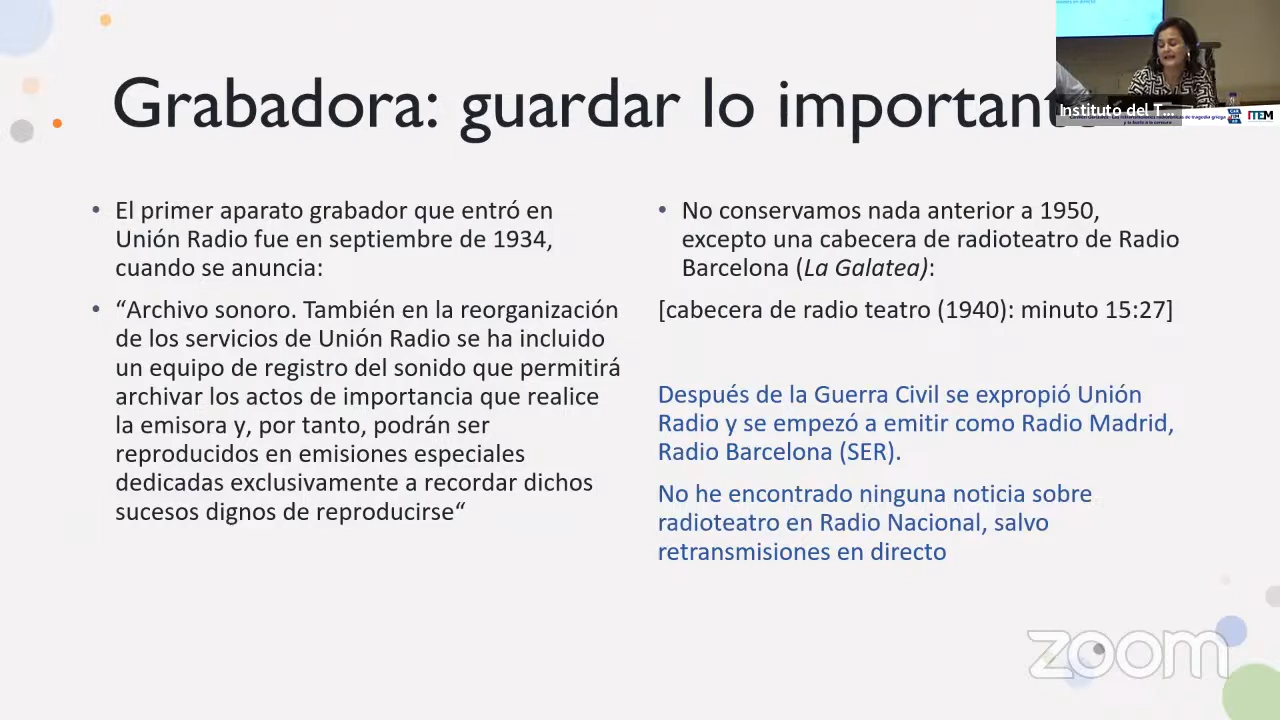 Grabadora: guardar lo important
Instituto del T...
y la burla a la censura
ITEM
• El primer aparato grabador que entró en
Unión Radio fue en septiembre de 1934,
cuando se anuncia:
• “Archivo sonoro. También en la reorganización
de los servicios de Unión Radio se ha incluido
un equipo de registro del sonido que permitirá
archivar los actos de importancia que realice
la emisora y, por tanto, podrán ser
reproducidos en emisiones especiales
dedicadas exclusivamente a recordar dichos
sucesos dignos de reproducirse“
• No conservamos nada anterior a 1950,
excepto una cabecera de radioteatro de Radio
Barcelona (La Galatea):
[cabecera de radio teatro (1940): minuto 15:27]
Después de la Guerra Civil se expropió Unión
Radio y se empezó a emitir como Radio Madrid,
Radio Barcelona (SER).
No he encontrado ninguna noticia sobre
radioteatro en Radio Nacional, salvo
retransmisiones en directo
zoom